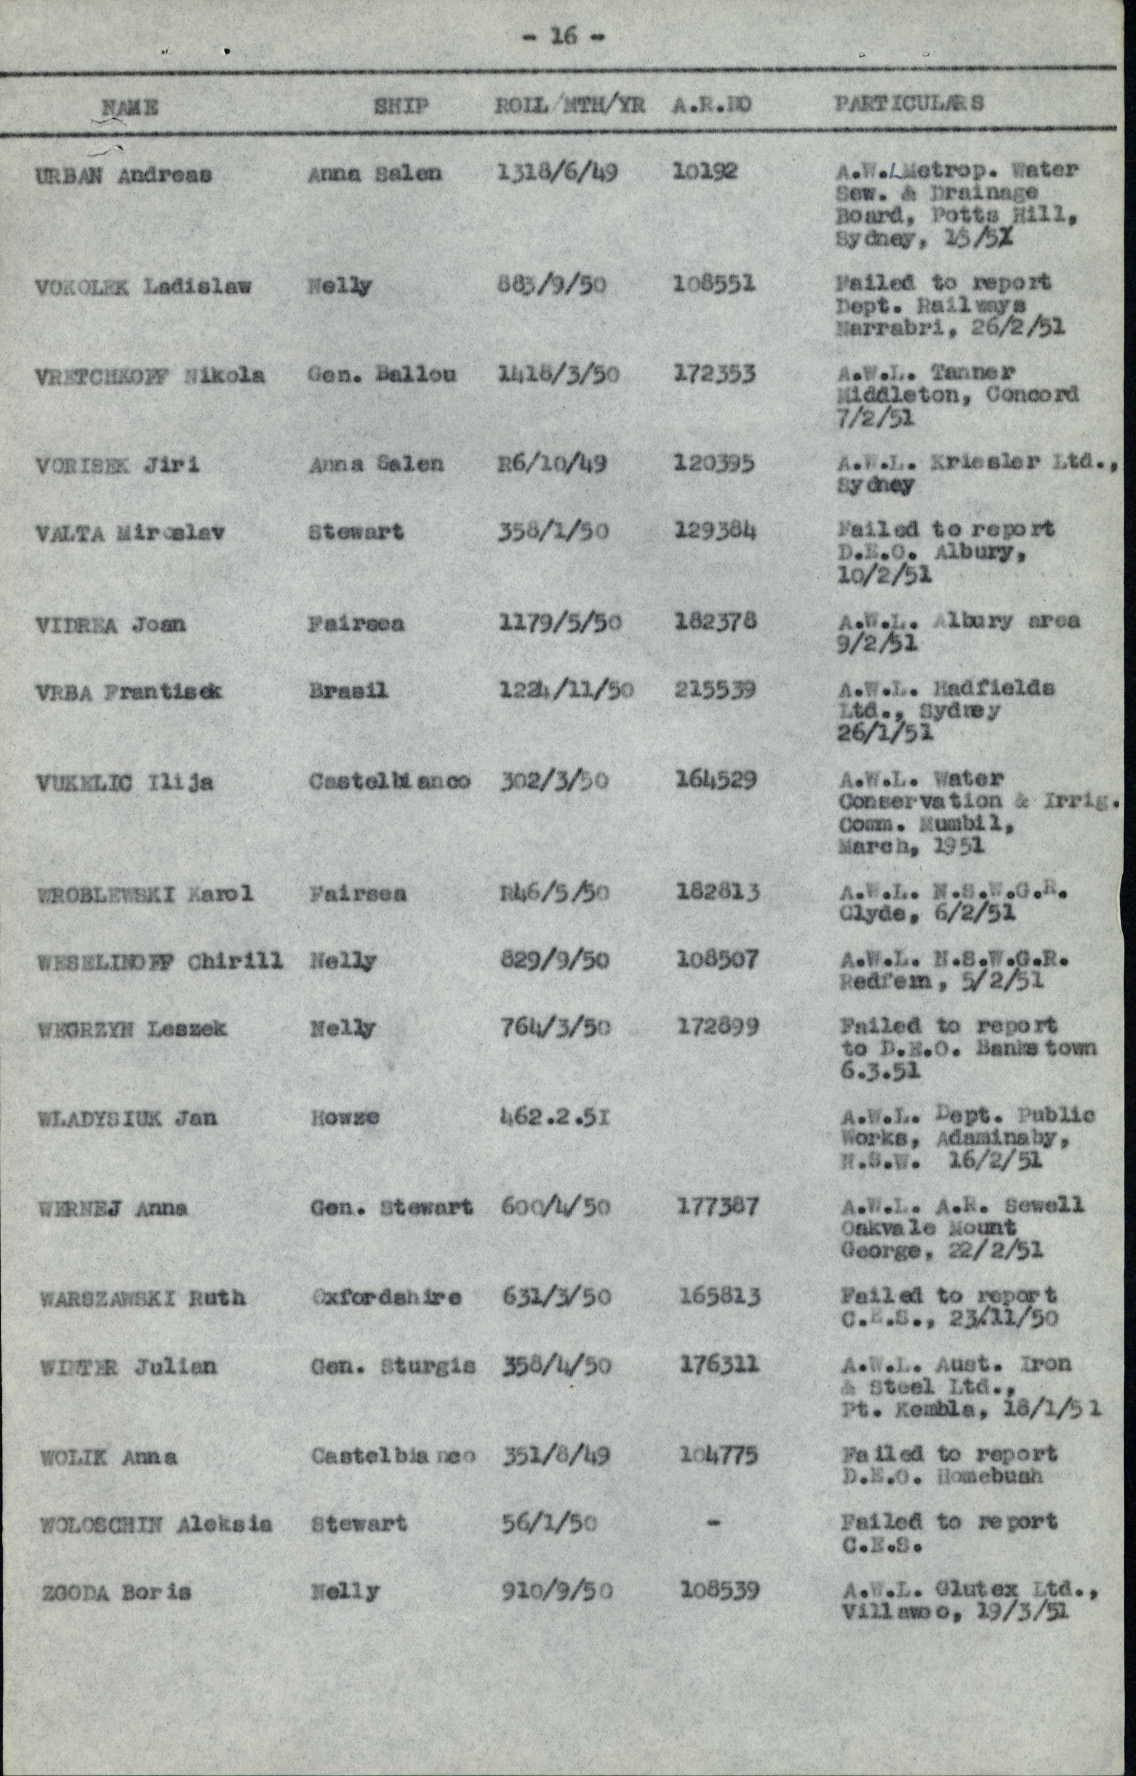 - 16 -
NAME SHIP ROLL/MTH/YR A.R.NO PARTICULARS
URBAN Andreas Anna Salen 1318/6/49 10192 A.W.L Metrop. Water
Sew. & Drainage
Board, Potts Hill,
Sydney, 15/51
VOKOLEK Ladislaw Nelly 883/9/50 108551 Failed to report
Dept. Railways
Narrabri, 26/2/51
VRETCHKOFF Nikola Gen. Ballou 1418/3/50 172353 A.W.L. Tanner
Middleton, Concord
7/2/51
VORISEK Jiri Anna Salen R6/10/49 120395 A.W.L. Kriesler Ltd.,
Sydney
VALTA Miroslav Stewart 358/1/50 129384 Failed to report
D.E.O. Albury,
10/2/51
VIDREA Joan Fairsea 1179/5/50 182378 A.W.L. Albury area
9/2/51
VRBA Frantisek Brasil 1224/11/50 215539 A.W.L. Hadfields
Ltd., Sydney
26/1/51
VUKELIC Ilija Castelbianco 302/3/50 164529 A.W.L. Water
Conservation & Irrig.
Comm. Mumbil,
March, 1951
WROBLEWSKI Karol Fairsea R46/5/50 182813 A.W.L. N.S.W.G.R.
Clyde, 6/2/51
WESELINOFF Chirill Nelly 829/9/50 108507 A.W.L. N.S.W.G.R.
Redfern, 5/2/51
WEGRZYN Leszek Nelly 764/3/50 172899 Failed to report
to D.E.O. Bankstown
6.3.51
WLADYSIUK Jan Howze 462.2.51 A.W.L. Dept. Public
Works, Adaminaby,
N.S.W. 16/2/51
WERNEJ Anna Gen. Stewart 600/4/50 177387 A.W.L. A.R. Sewell
Oakvale Mount
George, 22/2/51
WARSZAWSKI Ruth Oxfordshire 631/3/50 165813 Failed to report
C.E.S., 23/11/50
WINTER Julian Gen. Sturgis 358/4/50 176311 A.W.L. Aust. Iron
& Steel Ltd.,
Pt. Kembla, 18/1/51
WOLIK Anna Castelbianco 351/8/49 104775 Failed to report
D.E.O. Homebush
WOLOSCHIN Aleksia Stewart 56/1/50 - Failed to report
C.E.S.
ZGODA Boris Nelly 910/9/50 108539 A.W.L. Glutex Ltd.,
Villawoo, 19/3/51